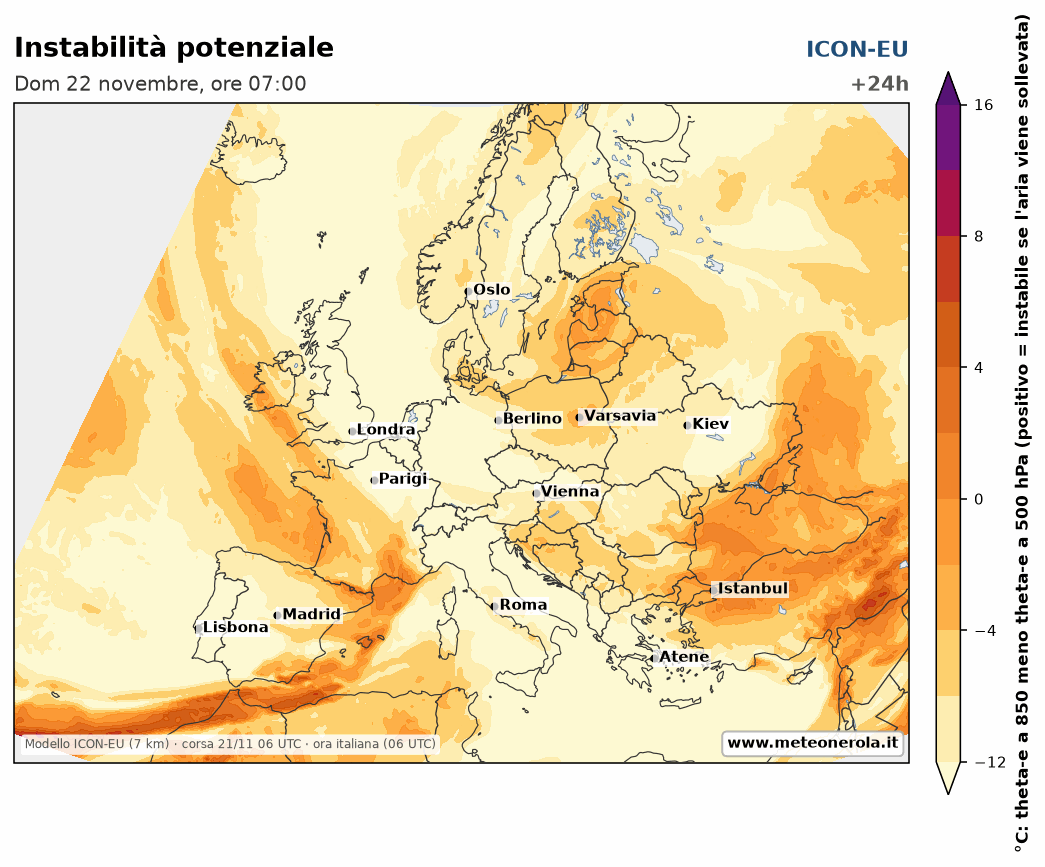 Instabilità potenziale
ICON-EU
Dom 22 novembre, ore 07:00
+24h
Oslo
Berlino
Varsavia
Kiev
Londra
Parigi
Vienna
Istanbul
Roma
Madrid
Lisbona
Atene
Modello ICON-EU (7 km) · corsa 21/11 06 UTC · ora italiana (06 UTC)
www.meteonerola.it
16
8
4
0
−4
−12
°C: theta-e a 850 meno theta-e a 500 hPa (positivo = instabile se l'aria viene sollevata)